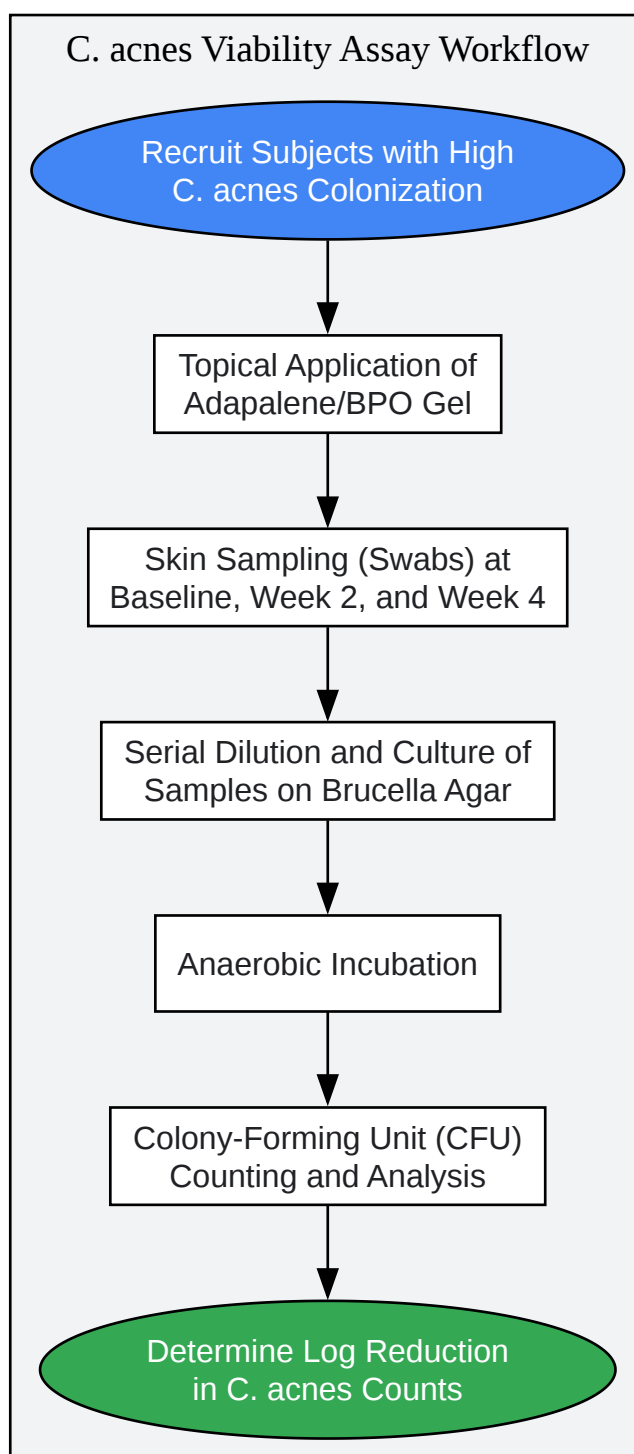 C. acnes Viability Assay Workflow
Recruit Subjects with High
C. acnes Colonization
Topical Application of
Adapalene/BPO Gel
Skin Sampling (Swabs) at
Baseline, Week 2, and Week 4
Serial Dilution and Culture of
Samples on Brucella Agar
Anaerobic Incubation
Colony-Forming Unit (CFU)
Counting and Analysis
Determine Log Reduction
in C. acnes Counts